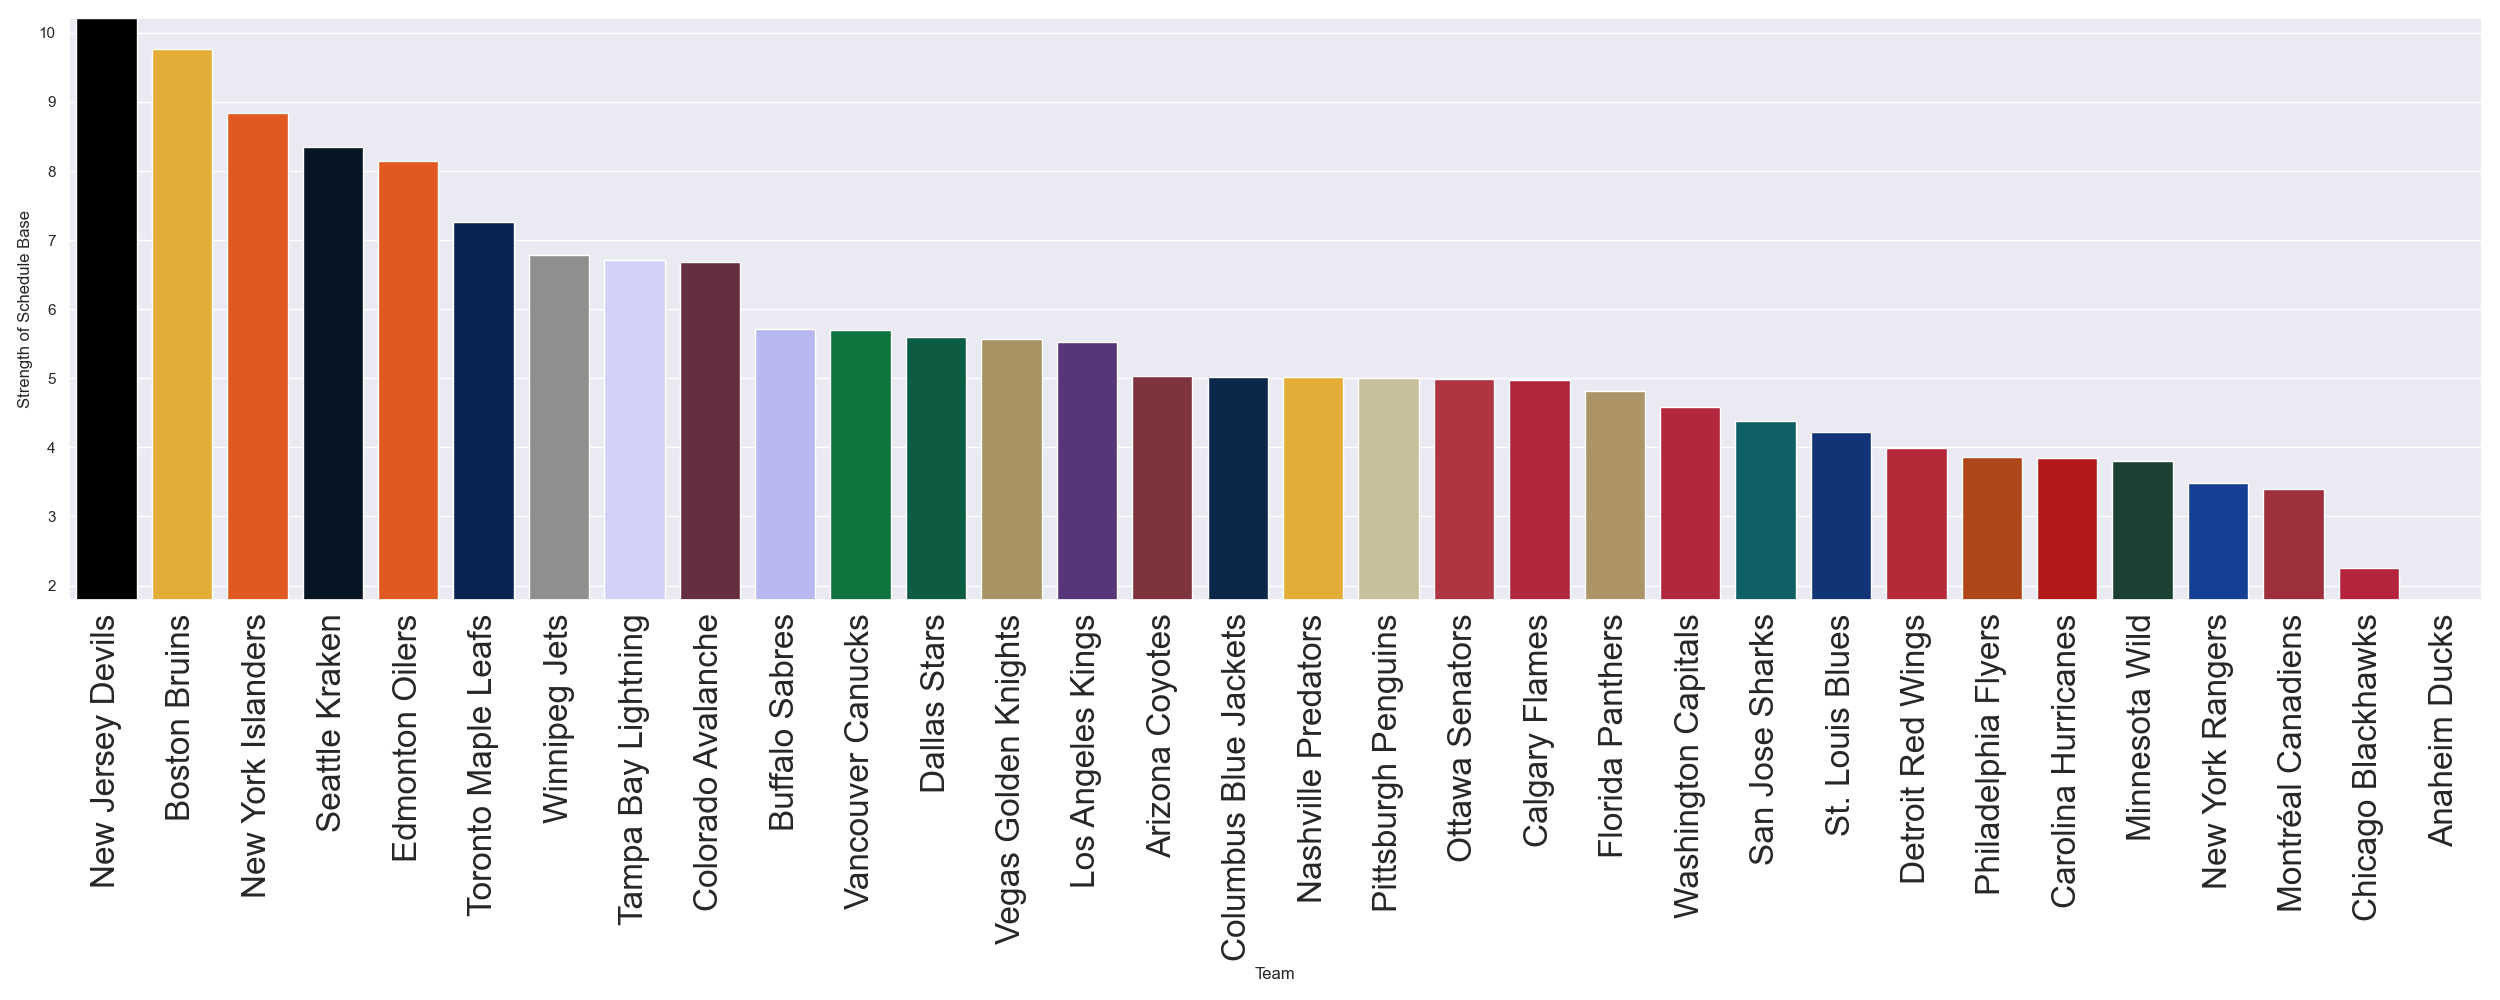 10
9
8
7
6
5
4
3
2
Strength of Schedule Base
New Jersey Devils
Boston Bruins
New York Islanders
Seattle Kraken
Edmonton Oilers
Toronto Maple Leafs
Winnipeg Jets
Tampa Bay Lightning
Colorado Avalanche
Buffalo Sabres
Vancouver Canucks
Dallas Stars
Vegas Golden Knights
Los Angeles Kings
Arizona Coyotes
Columbus Blue Jackets
Nashville Predators
Pittsburgh Penguins
Ottawa Senators
Calgary Flames
Florida Panthers
Washington Capitals
San Jose Sharks
St. Louis Blues
Detroit Red Wings
Philadelphia Flyers
Carolina Hurricanes
Minnesota Wild
New York Rangers
Montréal Canadiens
Chicago Blackhawks
Anaheim Ducks
Team